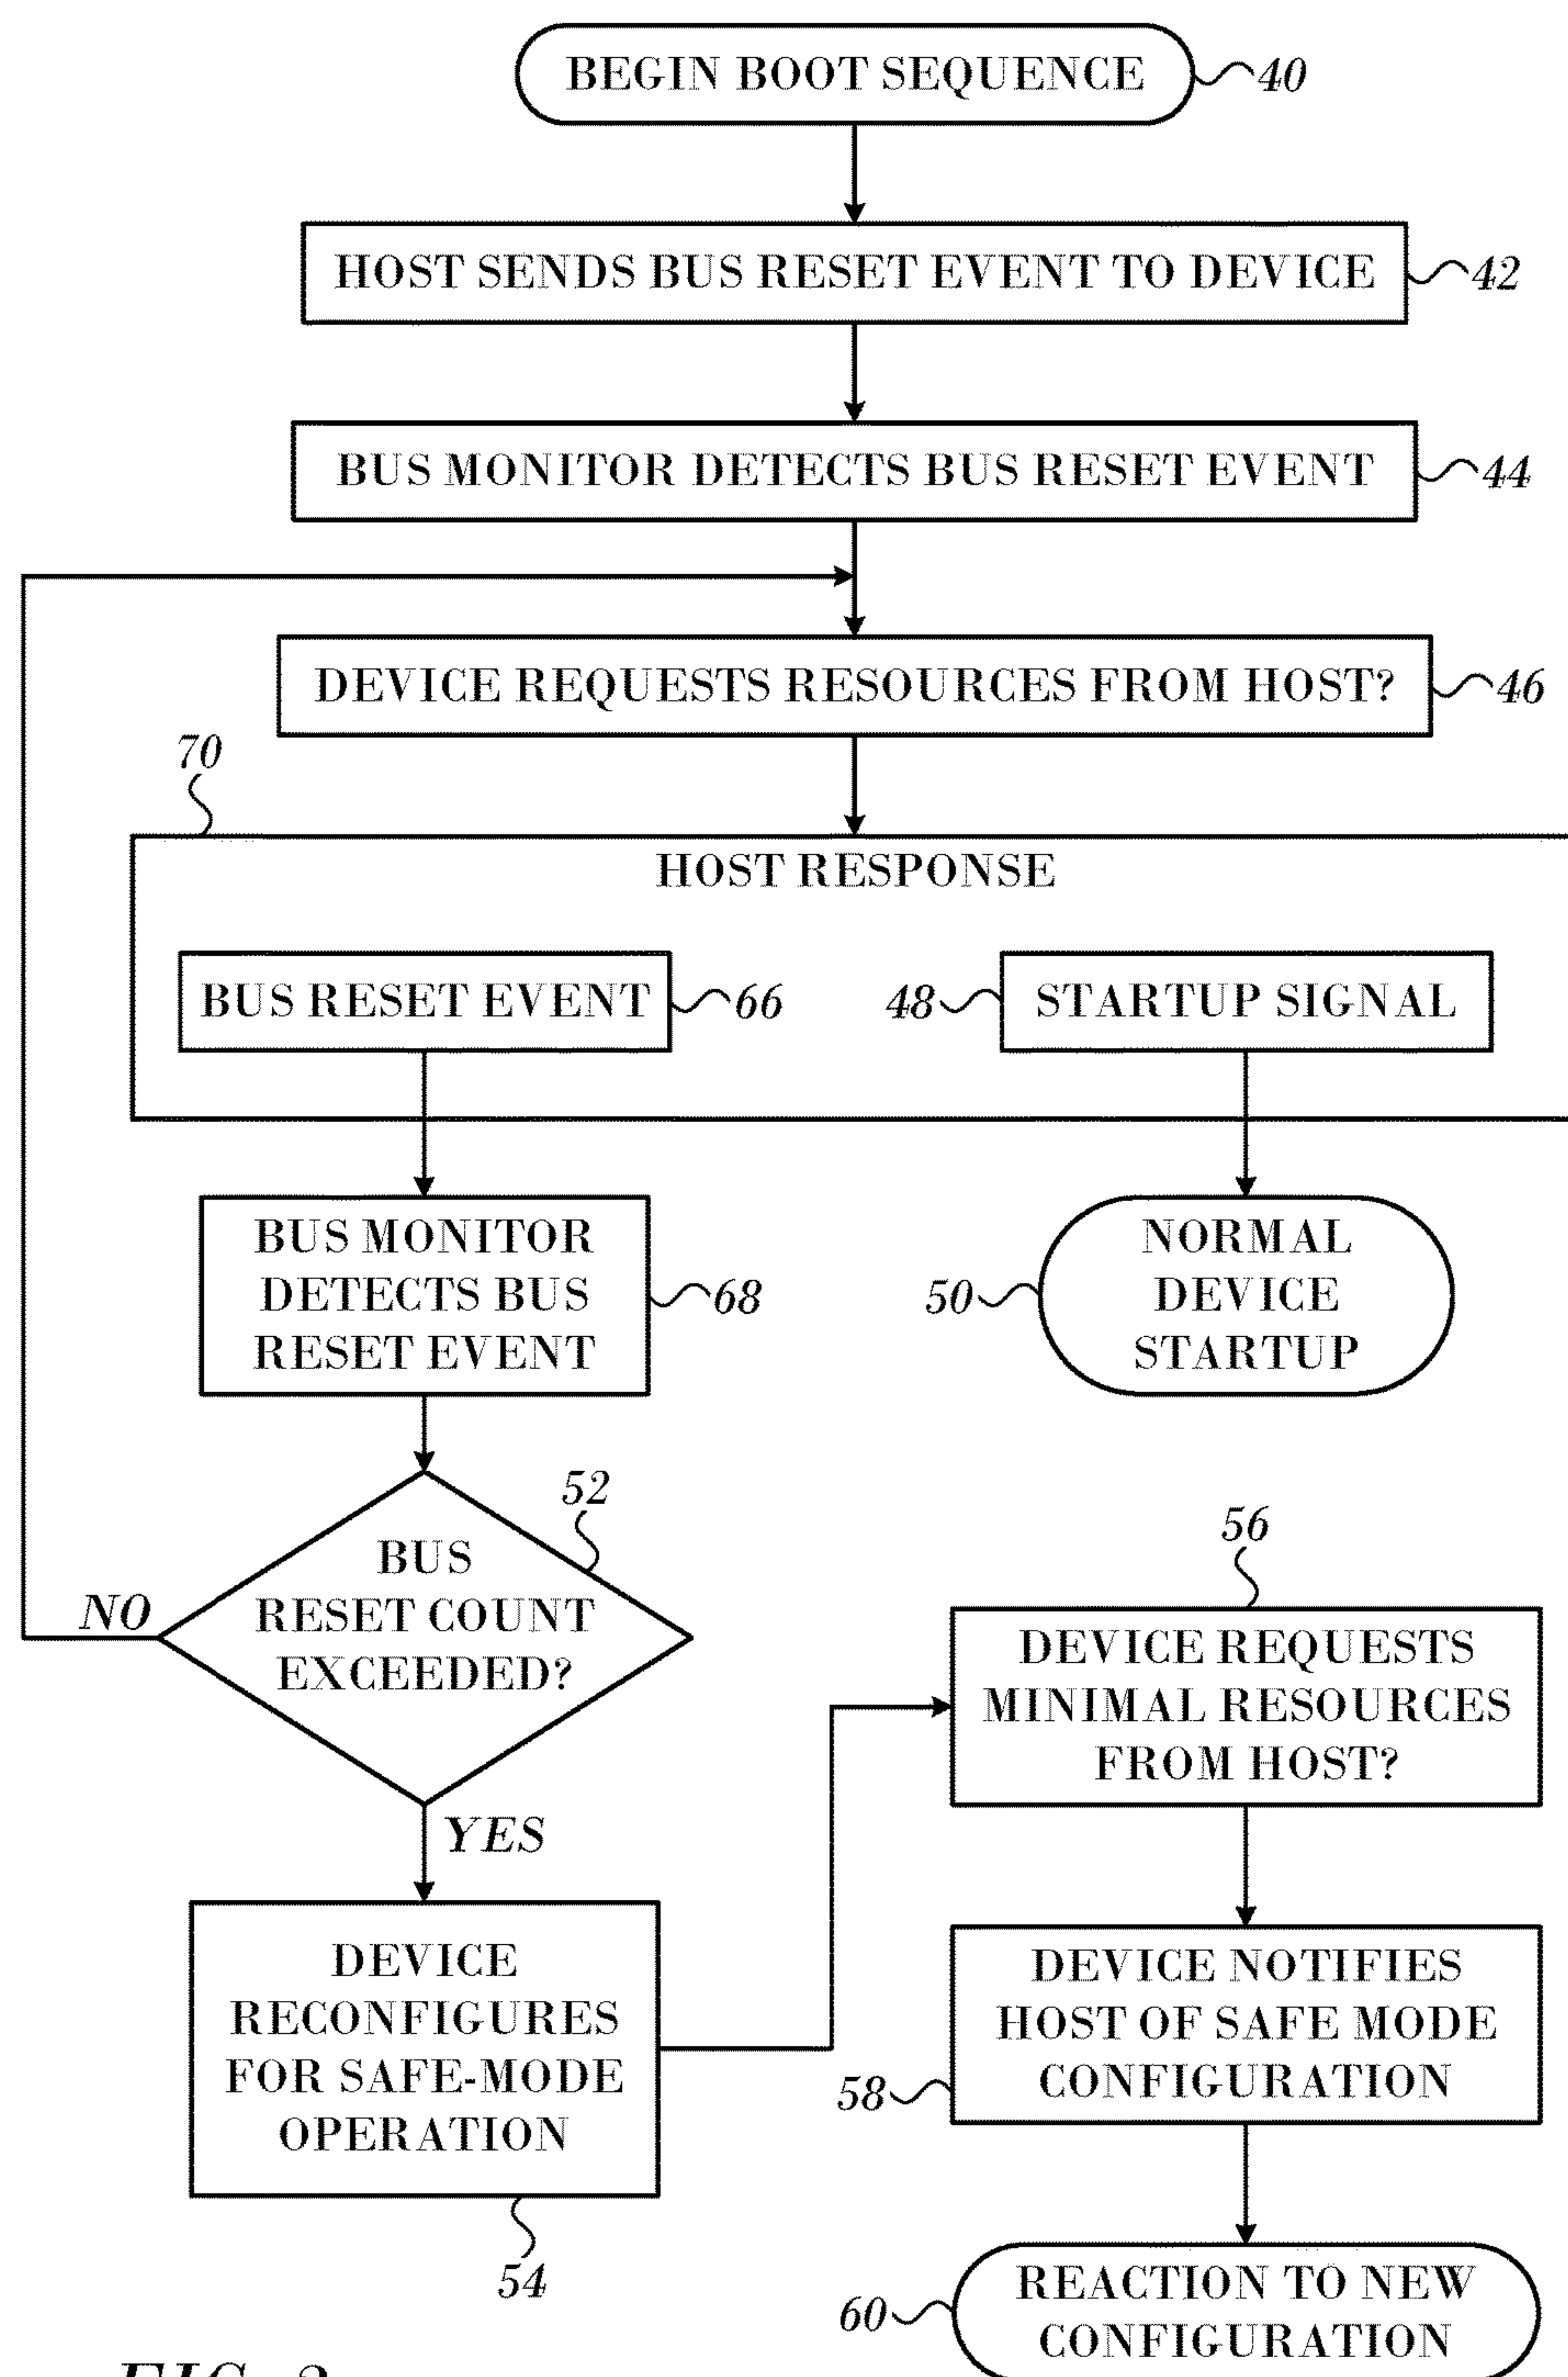 BEGIN BOOT SEQUENCE
40
HOST SENDS BUS RESET EVENT TO DEVICE
42
BUS MONITOR DETECTS BUS RESET EVENT
44
DEVICE REQUESTS RESOURCES FROM HOST?
46
70
HOST RESPONSE
BUS RESET EVENT
66
48
STARTUP SIGNAL
BUS MONITOR
DETECTS BUS
RESET EVENT
68
50
NORMAL
DEVICE
STARTUP
52
BUS
RESET COUNT
EXCEEDED?
NO
YES
DEVICE
RECONFIGURES
FOR SAFE-MODE
OPERATION
54
56
DEVICE REQUESTS
MINIMAL RESOURCES
FROM HOST?
DEVICE NOTIFIES
HOST OF SAFE MODE
CONFIGURATION
58
60
REACTION TO NEW
CONFIGURATION
FIG.